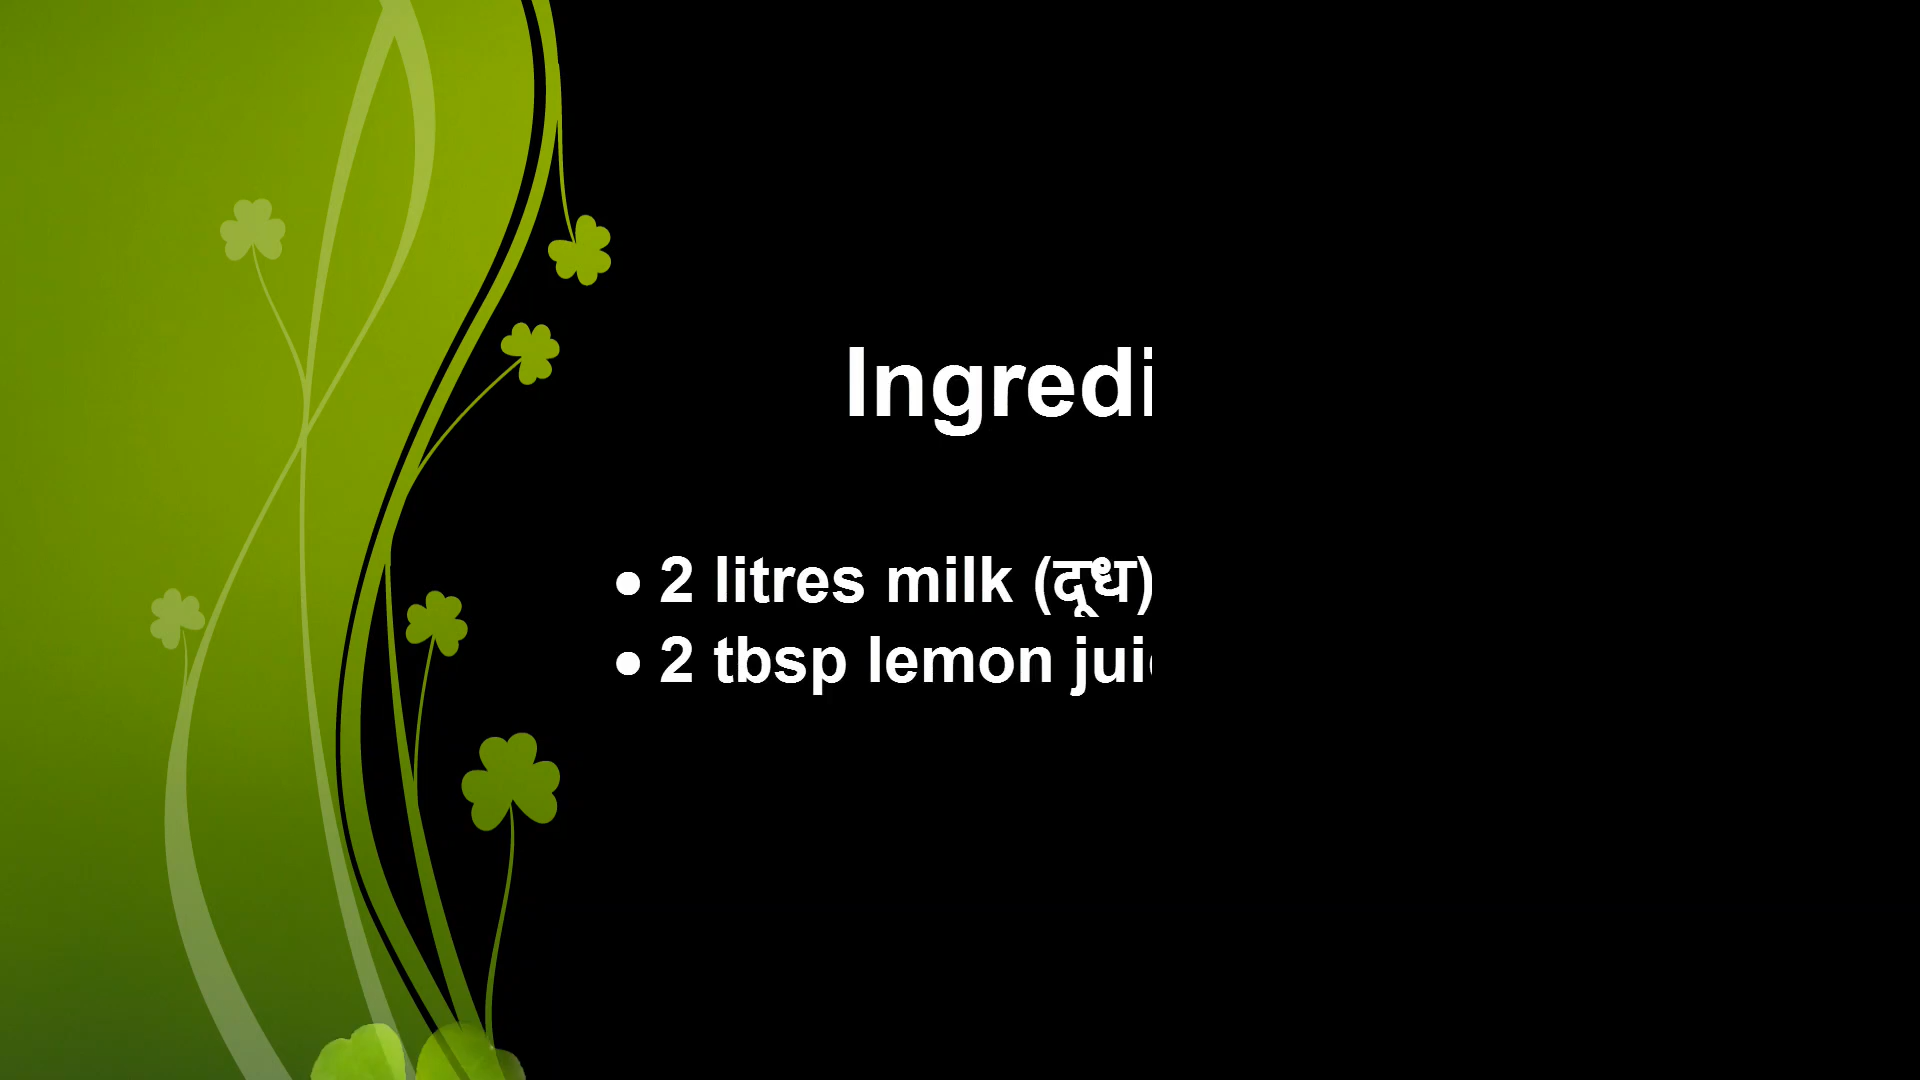 Ingredi
• 2 litres milk (दूध)
• 2 tbsp lemon jui